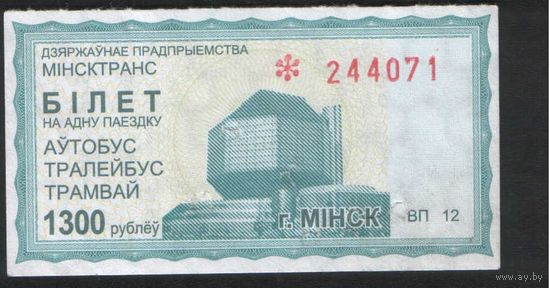 ДЗЯРЖАЎНАЕ ПРАДПРЫЕМСТВА
МІНСКТРАНС
* 244071
БІЛЕТ
НА АДНУ ПАЕЗДКУ
АЎТОБУС
ТРАЛЕЙБУС
ТРАМВАЙ
1300 рублёў
г. МІНСК
ВП 12
www.ay.by